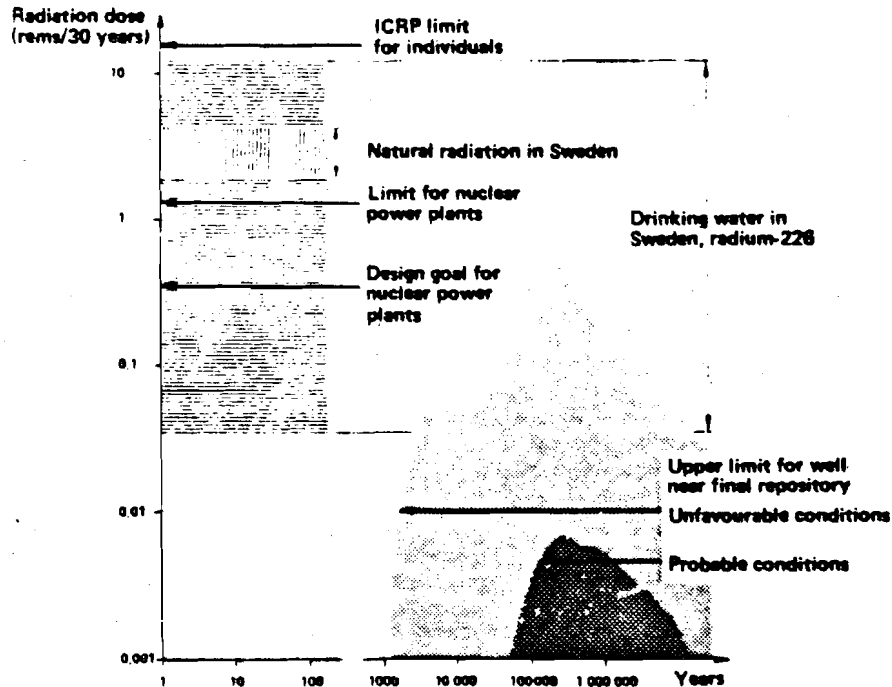 Radiation dose
(rems/30 years)
ICRP limit
for individuals
10
Natural radiation in Sweden
Limit for nuclear
power plants
1
Drinking water in
Sweden, radium-226
Design goal for
nuclear power
plants
0.1
Upper limit for well
near final repository
0.01
Unfavourable conditions
Probable conditions
0.001
1 10 100 1000 10 000 100 000 1 000 000 Years